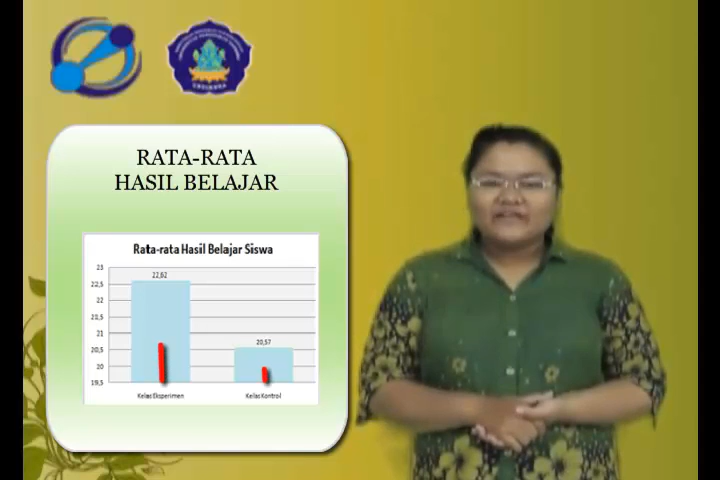 RATA-RATA
HASIL BELAJAR
Rata-rata Hasil Belajar Siswa
23
22,5
22
21,5
21
20,5
20
19,5
22,62
20,57
Kelas Eksperimen
Kelas Kontrol